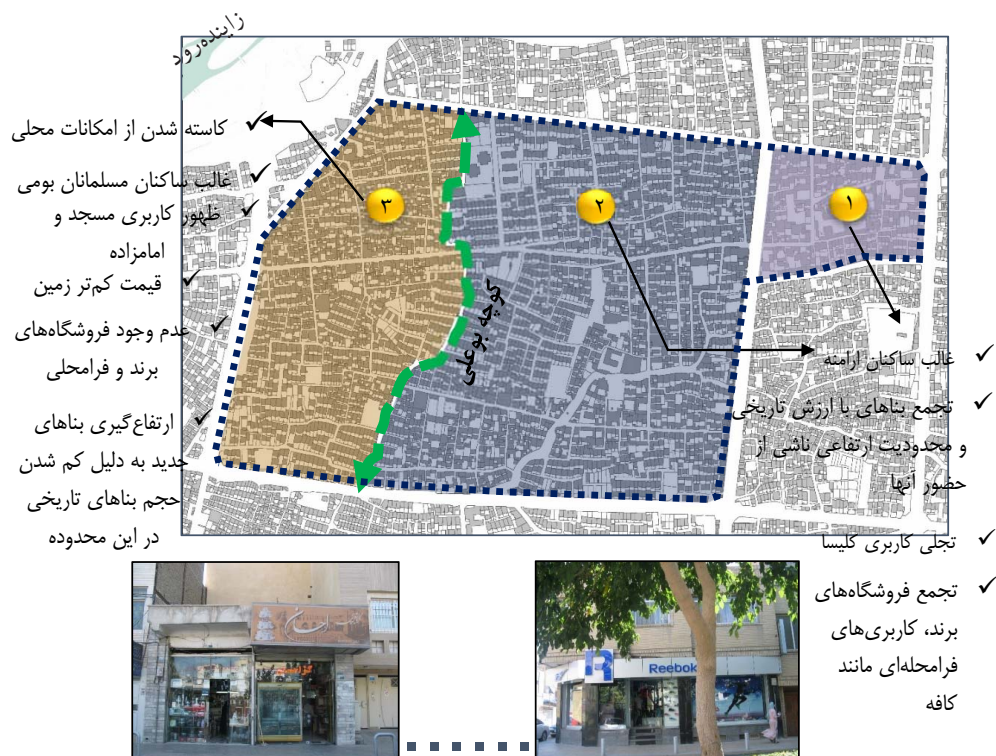 زاینده‌رود
✓ کاسته شدن از امکانات محلی
✓ غالب ساکنان مسلمانان بومی
✓ ظهور کاربری مسجد و
امامزاده
✓ قیمت کم‌تر زمین
✓ عدم وجود فروشگاه‌های
برند و فرامحلی
✓ ارتفاع‌گیری بناهای
جدید به دلیل کم شدن
حجم بناهای تاریخی
در این محدوده
۳
۲
۱
کوچه بوعلی
✓ غالب ساکنان ارامنه
✓ تجمع بناهای با ارزش تاریخی
و محدودیت ارتفاعی ناشی از
حضور آنها
✓ تجلی کاربری کلیسا
✓ تجمع فروشگاه‌های
برند، کاربری‌های
فرامحله‌ای مانند
کافه
احسان
R
Reebok